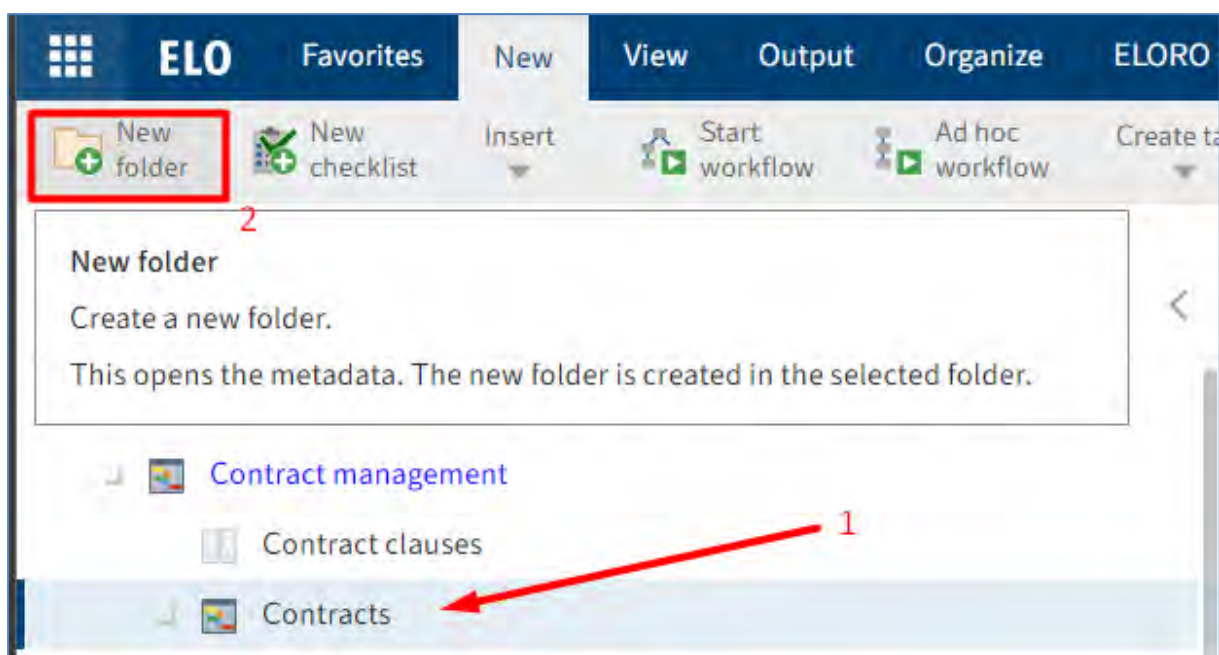 ELO Favorites New View Output Organize ELORO
New folder
New checklist
Insert
Start workflow
Ad hoc workflow
Create ta
2
New folder
Create a new folder.
This opens the metadata. The new folder is created in the selected folder.
Contract management
Contract clauses
1
Contracts